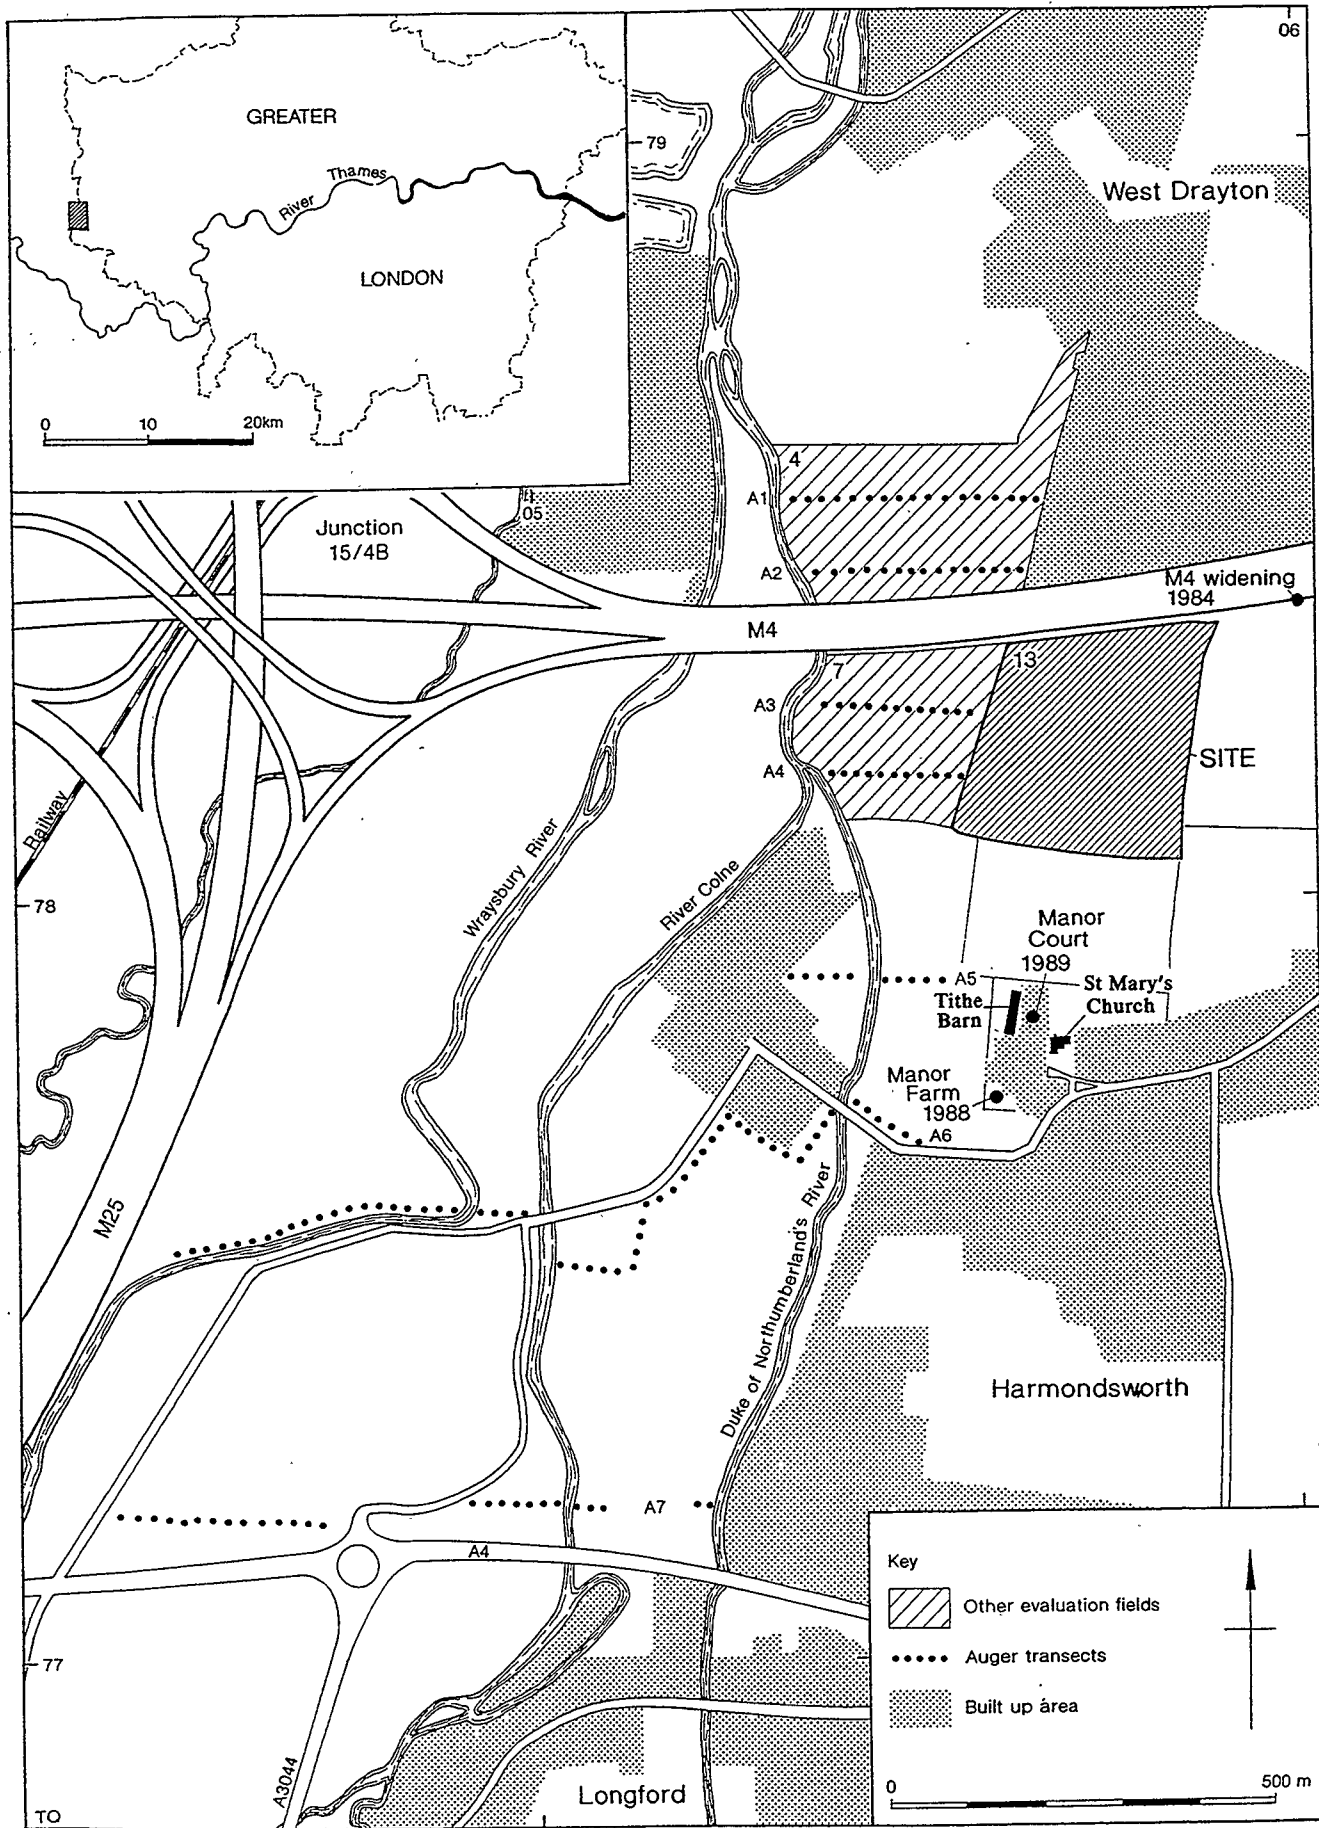 06
GREATER
79
River Thames
West Drayton
LONDON
0 10 20km
4
A1
05
Junction
15/4B
A2
M4 widening
1984
M4
7
13
A3
SITE
A4
Railway
Wraysbury River
River Colne
78
Manor
Court
1989
A5
St Mary's
Church
Tithe
Barn
Manor
Farm
1988
A6
M25
Duke of Northumberland's River
Harmondsworth
A7
A4
Key
Other evaluation fields
Auger transects
77
Built up area
A3044
0 500 m
Longford
TQ